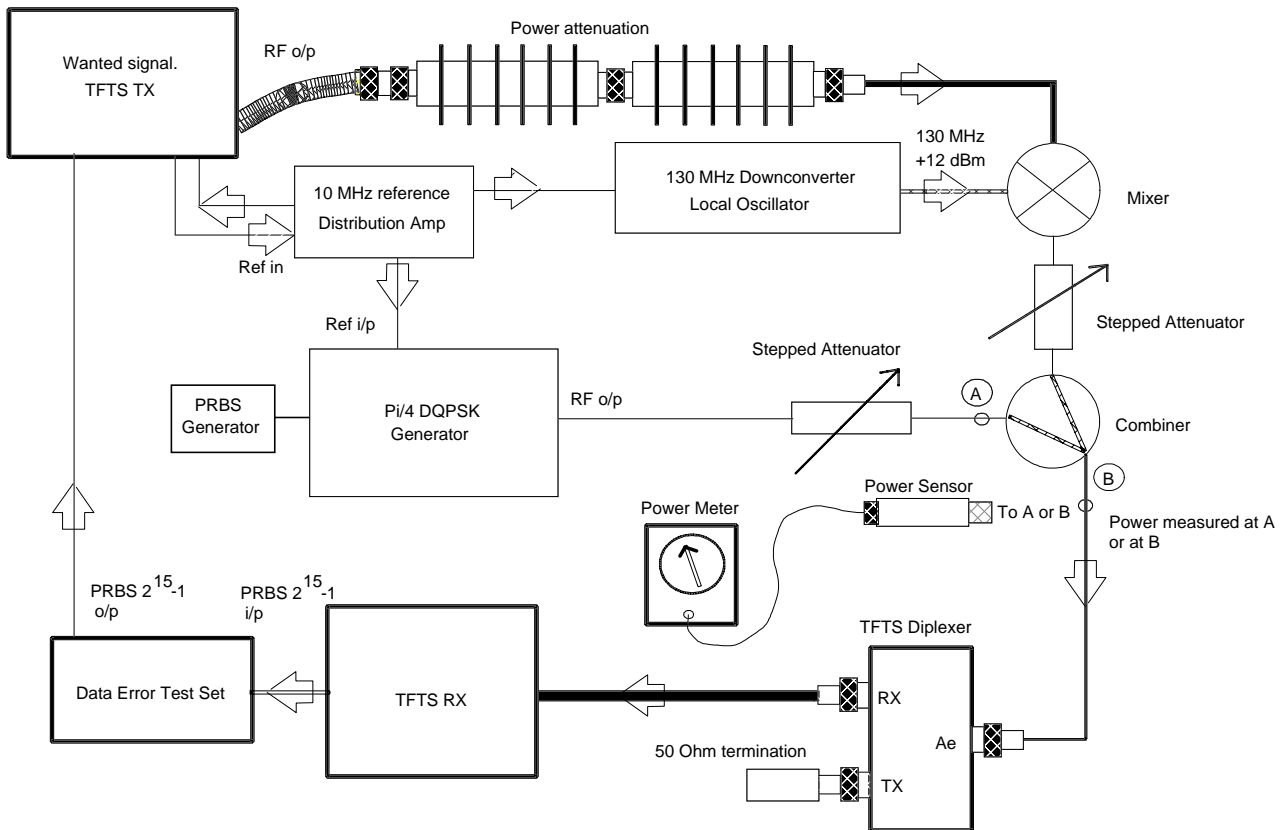 Power attenuation
RF o/p
Wanted signal.
TFTS TX
130 MHz
+12 dBm
10 MHz reference
Distribution Amp
130 MHz Downconverter
Local Oscillator
Mixer
Ref in
Ref i/p
Stepped Attenuator
Stepped Attenuator
PRBS
Generator
Pi/4 DQPSK
Generator
RF o/p
A
Combiner
B
Power Sensor
Power Meter
To A or B
Power measured at A
or at B
PRBS 2^15-1
o/p
PRBS 2^15-1
i/p
TFTS Diplexer
Data Error Test Set
TFTS RX
RX
Ae
50 Ohm termination
TX